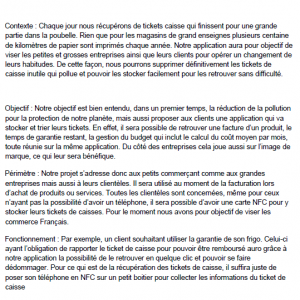 Contexte : Chaque jour nous récupérons de tickets caisse qui finissent pour une grande
partie dans la poubelle. Rien que pour les magasins de grand enseignes plusieurs centaine
de kilomètres de papier sont imprimés chaque année. Notre application aura pour objectif de
viser les petites et grosses entreprises ainsi que leurs clients pour opérer un changement de
leurs habitudes. De cette façon, nous pourrons supprimer définitivement les tickets de
caisse inutile qui pollue et pouvoir les stocker facilement pour les retrouver sans difficulté.
Objectif : Notre objectif est bien entendu, dans un premier temps, la réduction de la pollution
pour la protection de notre planète, mais aussi proposer aux clients une application qui va
stocker et trier leurs tickets. En effet, il sera possible de retrouver une facture d'un produit, le
temps de garantie restant, la gestion du budget qui inclut le calcul du coût moyen par mois,
toute réunie sur la même application. Du côté des entreprises cela joue aussi sur l'image de
marque, ce qui leur sera bénéfique.
Périmètre : Notre projet s'adresse donc aux petits commerçant comme aux grandes
entreprises mais aussi à leurs clientèles. Il sera utilisé au moment de la facturation lors
d'achat de produits ou services. Toutes les clientèles sont concernées, même pour ceux
n'ayant pas la possibilité d'avoir un téléphone, il sera possible d'avoir une carte NFC pour y
stocker leurs tickets de caisses. Pour le moment nous avons pour objectif de viser les
commerce Français.
Fonctionnement : Par exemple, un client souhaitant utiliser la garantie de son frigo. Celui-ci
ayant l'obligation de rapporter le ticket de caisse pour pouvoir être remboursé aura grâce à
notre application la possibilité de le retrouver en quelque clic et pouvoir se faire
dédommager. Pour ce qui est de la récupération des tickets de caisse, il suffira juste de
poser son téléphone en NFC sur un petit boitier pour collecter les informations du ticket de
caisse